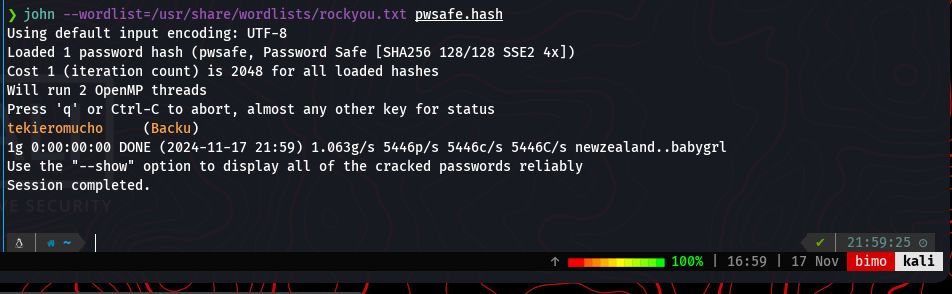 ❯ john --wordlist=/usr/share/wordlists/rockyou.txt pwsafe.hash
Using default input encoding: UTF-8
Loaded 1 password hash (pwsafe, Password Safe [SHA256 128/128 SSE2 4x])
Cost 1 (iteration count) is 2048 for all loaded hashes
Will run 2 OpenMP threads
Press 'q' or Ctrl-C to abort, almost any other key for status
tekieromucho     (Backu)
1g 0:00:00:00 DONE (2024-11-17 21:59) 1.063g/s 5446p/s 5446c/s 5446C/s newzealand..babygrl
Use the "--show" option to display all of the cracked passwords reliably
Session completed.
VE SECURITY
~ ✔ 21:59:25
↑ 100% | 16:59 | 17 Nov bimo kali